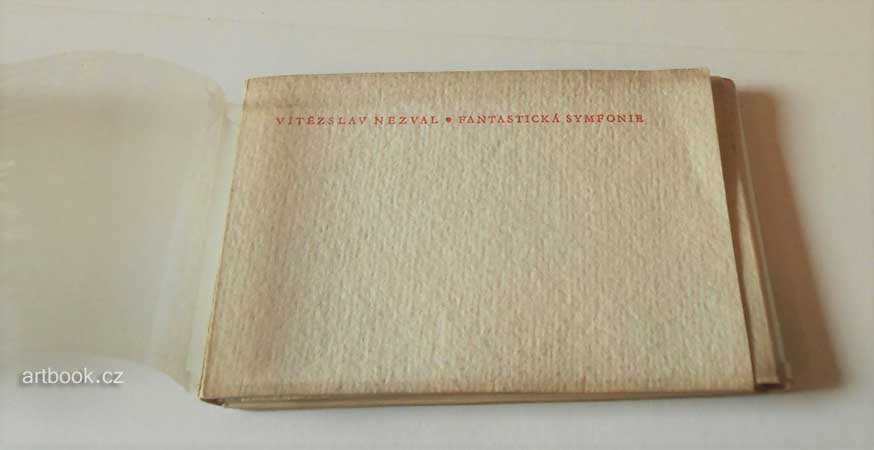 VÍTĚZSLAV NEZVAL • FANTASTICKÁ SYMFONIE
artbook.cz